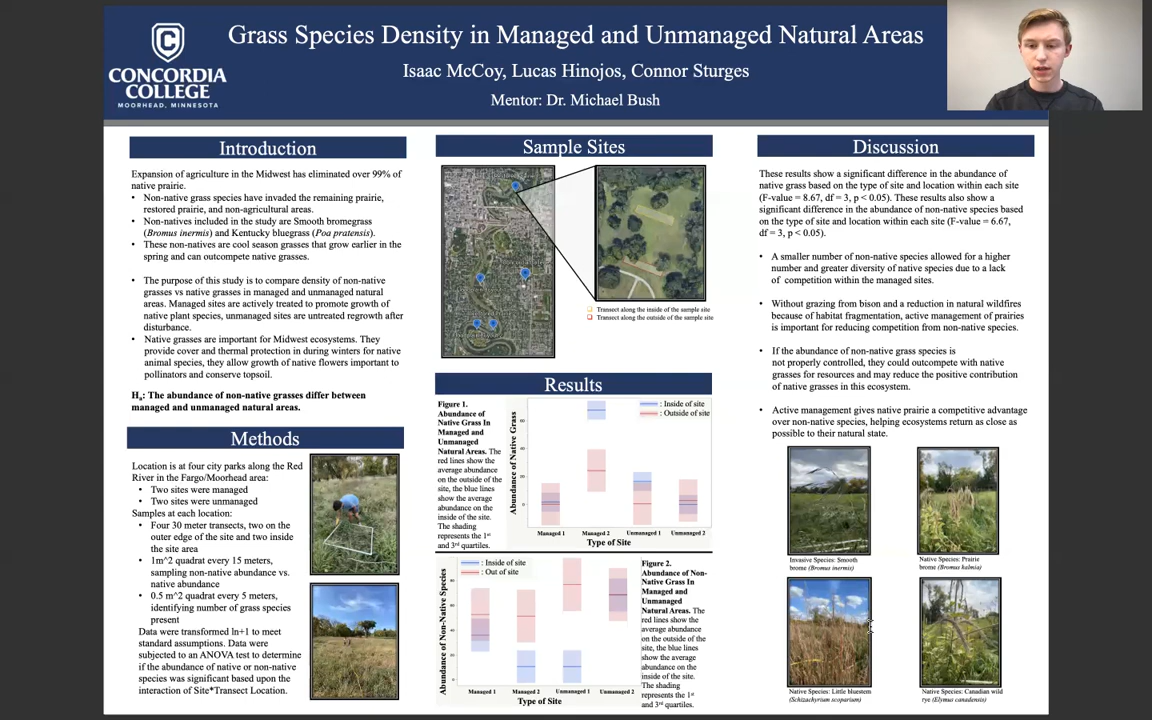 Grass Species Density in Managed and Unmanaged Natural Areas
Isaac McCoy, Lucas Hinojos, Connor Sturges
Mentor: Dr. Michael Bush
C
CONCORDIA
COLLEGE
MOORHEAD, MINNESOTA
Introduction
Expansion of agriculture in the Midwest has eliminated over 99% of
native prairie.
• Non-native grass species have invaded the remaining prairie,
restored prairie, and non-agricultural areas.
• Non-natives included in the study are Smooth bromegrass
(Bromus inermis) and Kentucky bluegrass (Poa pratensis).
• These non-natives are cool season grasses that grow earlier in the
spring and can outcompete native grasses.
• The purpose of this study is to compare density of non-native
grasses vs native grasses in managed and unmanaged natural
areas. Managed sites are actively treated to promote growth of
native plant species, unmanaged sites are untreated regrowth after
disturbance.
• Native grasses are important for Midwest ecosystems. They
provide cover and thermal protection in during winters for native
animal species, they allow growth of native flowers important to
pollinators and conserve topsoil.
Ha: The abundance of non-native grasses differ between
managed and unmanaged natural areas.
Methods
Location is at four city parks along the Red
River in the Fargo/Moorhead area:
• Two sites were managed
• Two sites were unmanaged
Samples at each location:
• Four 30 meter transects, two on the
outer edge of the site and two inside
the site area
• 1m^2 quadrat every 15 meters,
sampling non-native abundance vs.
native abundance
• 0.5 m^2 quadrat every 5 meters,
identifying number of grass species
present
Data were transformed ln+1 to meet
standard assumptions. Data were
subjected to an ANOVA test to determine
if the abundance of native or non-native
species was significant based upon the
interaction of Site*Transect Location.
Sample Sites
Transect along the inside of the sample site
Transect along the outside of the sample site
Results
Figure 1.
Abundance of
Native Grass In
Managed and
Unmanaged
Natural Areas. The
red lines show the
average abundance
on the outside of the
site, the blue lines
show the average
abundance on the
inside of the site.
The shading
represents the 1st
and 3rd quartiles.
: Inside of site
: Outside of site
Abundance of Native Grass
Managed 1
Managed 2
Unmanaged 1
Unmanaged 2
Type of Site
: Inside of site
: Out of site
Abundance of Non-Native Species
Managed 1
Managed 2
Unmanaged 1
Unmanaged 2
Type of Site
Figure 2.
Abundance of Non-
Native Grass In
Managed and
Unmanaged
Natural Areas. The
red lines show the
average abundance
on the outside of the
site, the blue lines
show the average
abundance on the
inside of the site.
The shading
represents the 1st
and 3rd quartiles.
Discussion
These results show a significant difference in the abundance of
native grass based on the type of site and location within each site
(F-value = 8.67, df = 3, p < 0.05). These results also show a
significant difference in the abundance of non-native species based
on the type of site and location within each site (F-value = 6.67,
df = 3, p < 0.05).
• A smaller number of non-native species allowed for a higher
number and greater diversity of native species due to a lack
of competition within the managed sites.
• Without grazing from bison and a reduction in natural wildfires
because of habitat fragmentation, active management of prairies
is important for reducing competition from non-native species.
• If the abundance of non-native grass species is
not properly controlled, they could outcompete with native
grasses for resources and may reduce the positive contribution
of native grasses in this ecosystem.
• Active management gives native prairie a competitive advantage
over non-native species, helping ecosystems return as close as
possible to their natural state.
Invasive Species: Smooth
brome (Bromus inermis)
Native Species: Prairie
brome (Bromus kalmia)
Native Species: Little bluestem
(Schizachyrium scoparium)
Native Species: Canadian wild
rye (Elymus canadensis)